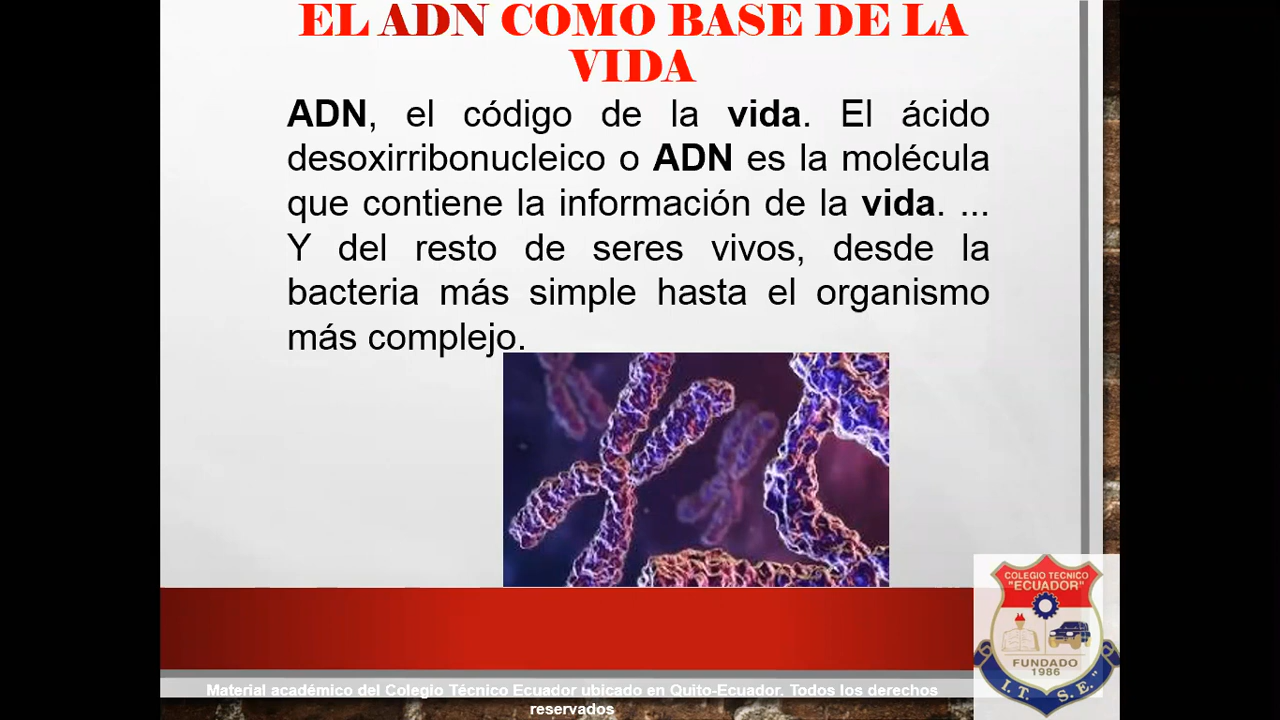 EL ADN COMO BASE DE LA
VIDA
ADN, el código de la vida. El ácido
desoxirribonucleico o ADN es la molécula
que contiene la información de la vida. ...
Y del resto de seres vivos, desde la
bacteria más simple hasta el organismo
más complejo.
COLEGIO TÉCNICO
"ECUADOR"
FUNDADO
1986
I.T. S.E.
Material académico del Colegio Técnico Ecuador ubicado en Quito-Ecuador. Todos los derechos
reservados